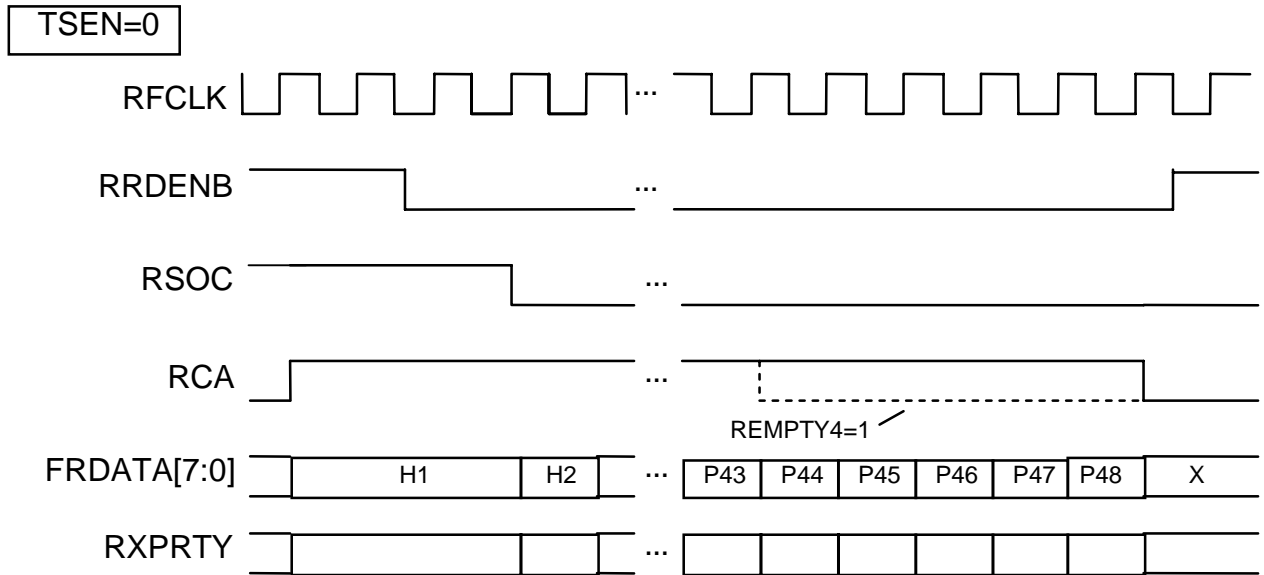 TSEN=0
RFCLK ...
RRDENB ...
RSOC ...
RCA ...
REMPTY4=1
FRDATA[7:0] H1 H2 ... P43 P44 P45 P46 P47 P48 X
RXPRTY ...